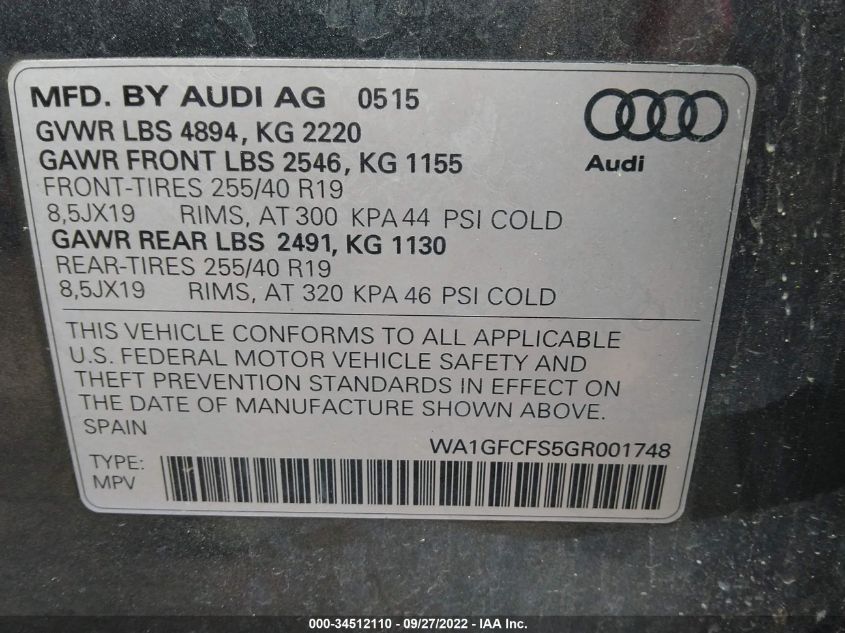 MFD. BY AUDI AG 0515
GVWR LBS 4894, KG 2220
GAWR FRONT LBS 2546, KG 1155
FRONT-TIRES 255/40 R19
8,5JX19 RIMS, AT 300 KPA 44 PSI COLD
GAWR REAR LBS 2491, KG 1130
REAR-TIRES 255/40 R19
8,5JX19 RIMS, AT 320 KPA 46 PSI COLD
Audi
THIS VEHICLE CONFORMS TO ALL APPLICABLE
U.S. FEDERAL MOTOR VEHICLE SAFETY AND
THEFT PREVENTION STANDARDS IN EFFECT ON
THE DATE OF MANUFACTURE SHOWN ABOVE.
SPAIN
WA1GFCFS5GR001748
TYPE:
MPV
000-34512110 - 09/27/2022 - www.iaai.com